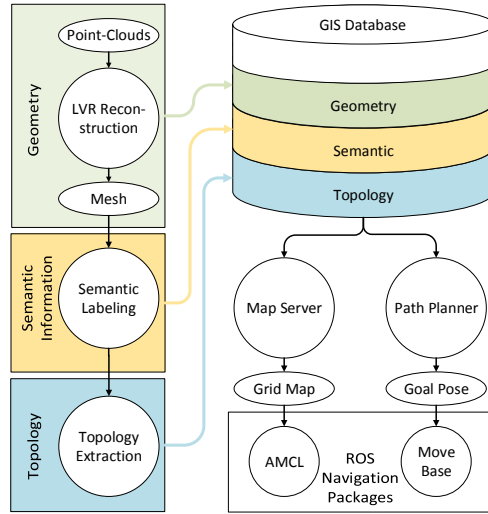 Geometry
Point-Clouds
LVR Recon-
struction
Mesh
Semantic
Information
Semantic
Labeling
Topology
Topology
Extraction
GIS Database
Geometry
Semantic
Topology
Map Server
Path Planner
Grid Map
Goal Pose
AMCL
ROS
Navigation
Packages
Move
Base